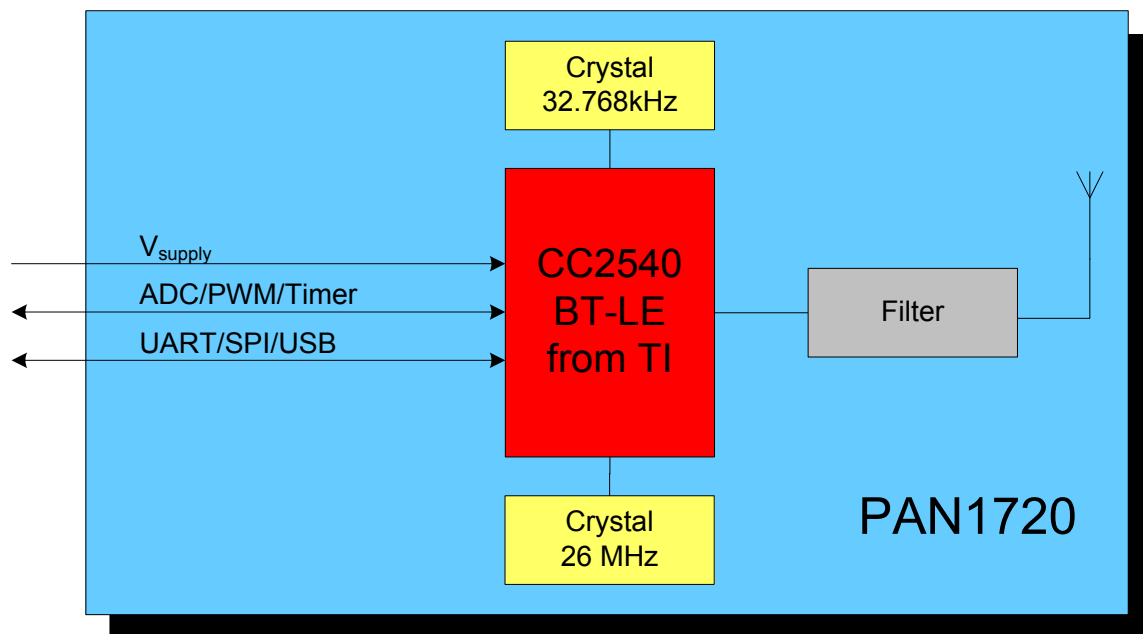 Crystal
32.768kHz
Vsupply
ADC/PWM/Timer
UART/SPI/USB
CC2540
BT-LE
from TI
Filter
Crystal
26 MHz
PAN1720